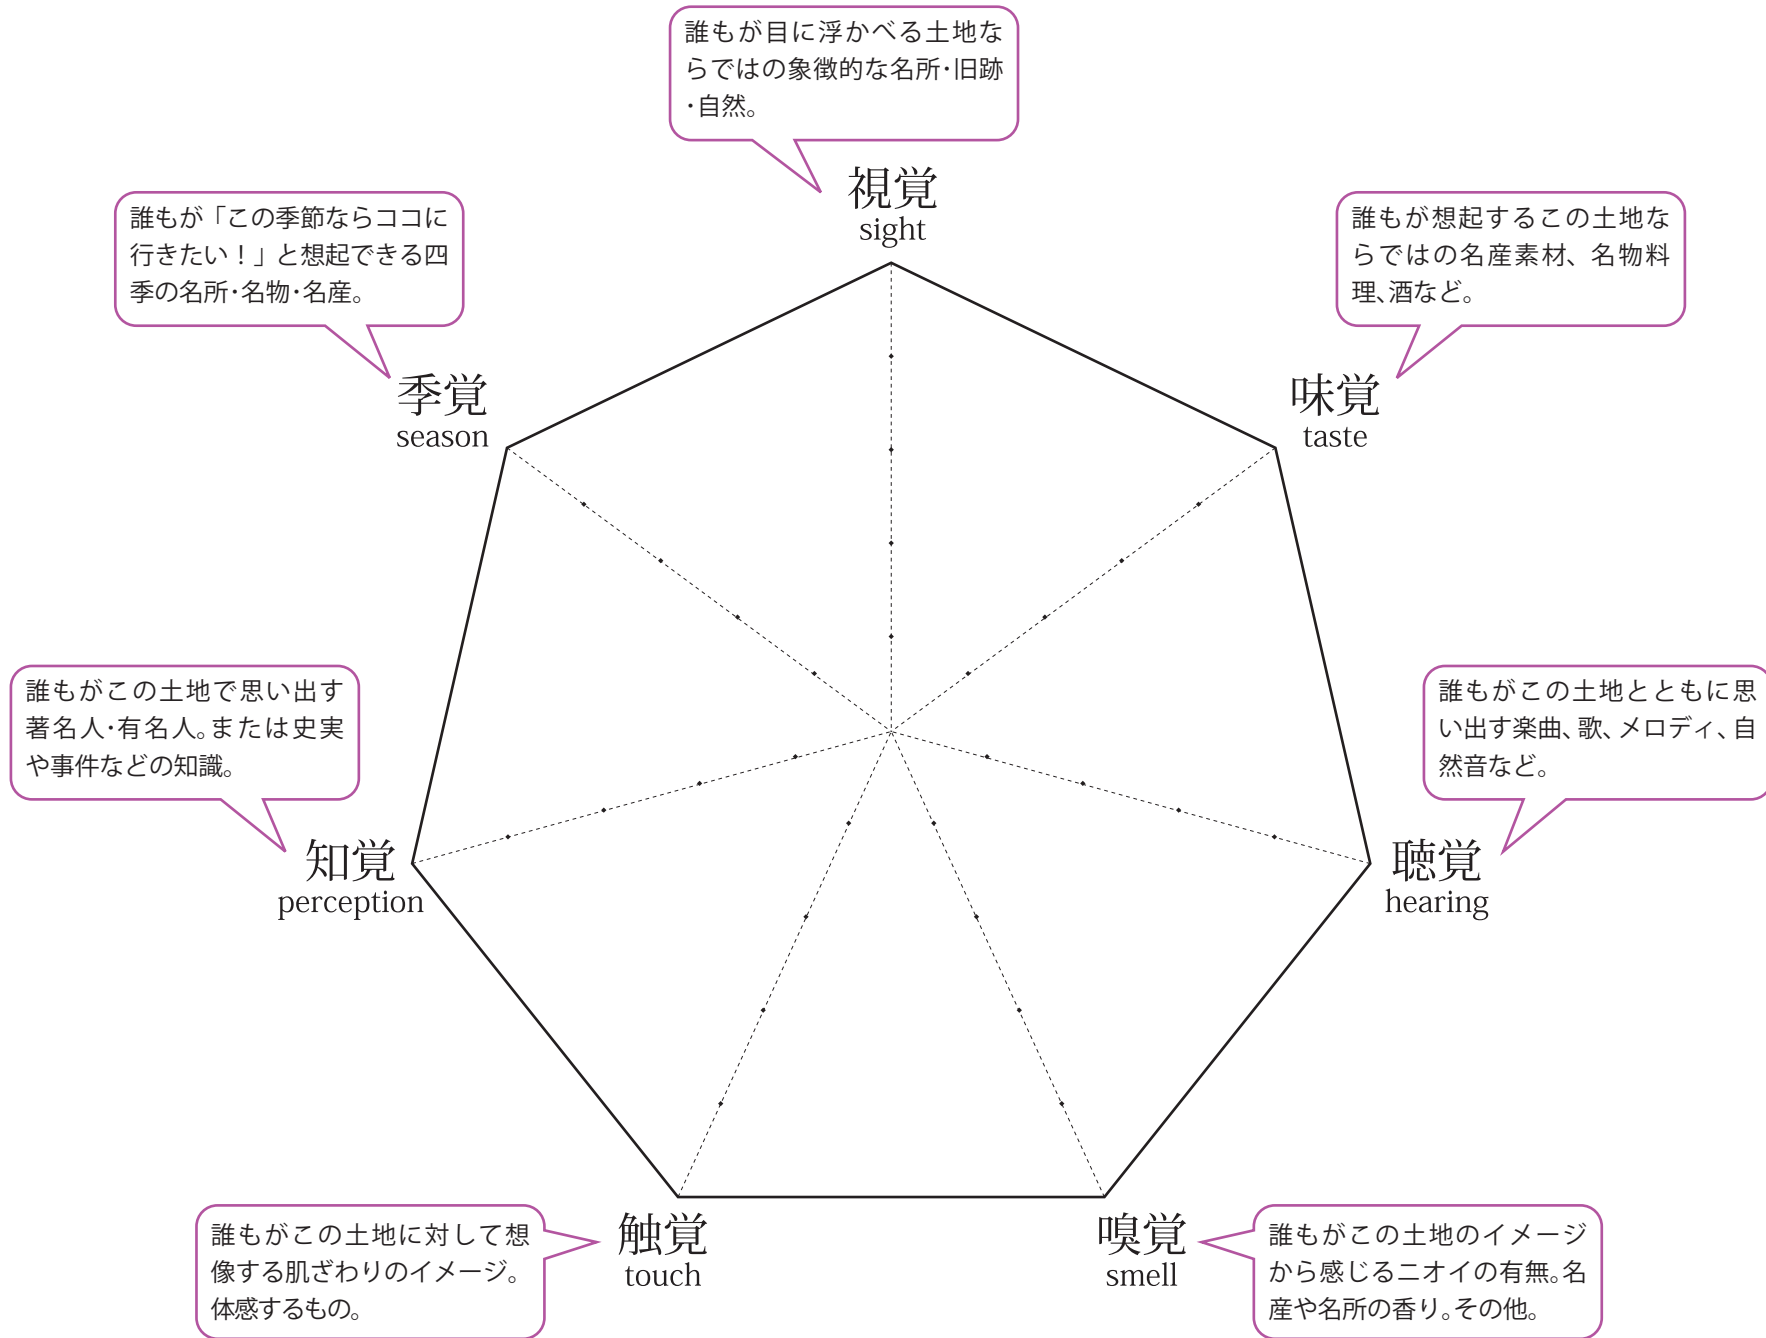 誰もが目に浮かべる土地な
らではの象徴的な名所・旧跡
・自然。
視覚
sight
誰もが「この季節ならココに
行きたい！」と想起できる四
季の名所・名物・名産。
季覚
season
誰もが想起するこの土地な
らではの名産素材、名物料
理、酒など。
味覚
taste
誰もがこの土地で思い出す
著名人・有名人。または史実
や事件などの知識。
知覚
perception
誰もがこの土地とともに思
い出す楽曲、歌、メロディ、自
然音など。
聴覚
hearing
誰もがこの土地に対して想
像する肌ざわりのイメージ。
体感するもの。
触覚
touch
嗅覚
smell
誰もがこの土地のイメージ
から感じるニオイの有無。名
産や名所の香り。その他。